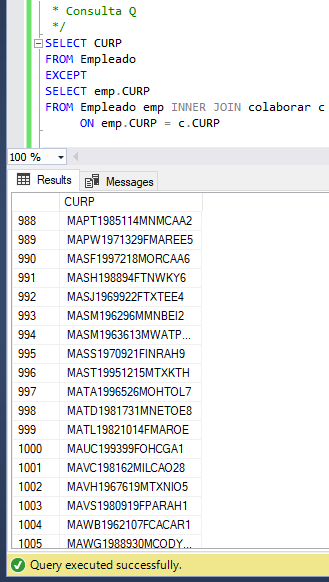 * Consulta Q
*/
SELECT CURP
FROM Empleado
EXCEPT
SELECT emp.CURP
FROM Empleado emp INNER JOIN colaborar c
ON emp.CURP = c.CURP
100 %
Results Messages
CURP
988 MAPT1985114MNMCAA2
989 MAPW1971329FMAREE5
990 MASF1997218MORCAA6
991 MASH198894FTNWKY6
992 MASJ1969922FTXTEE4
993 MASM196296MMNBEI2
994 MASM1963613MWATP...
995 MASS1970921FINRAH9
996 MAST19951215MTXKTH
997 MATA1996526MOHTOL7
998 MATD1981731MNETOE8
999 MATL19821014FMAROE
1000 MAUC199399FOHCGA1
1001 MAVC198162MILCAO28
1002 MAVH1967619MTXNIO5
1003 MAVS1980919FPARAH1
1004 MAWB1962107FCACAR1
1005 MAWG1988930MCODY...
Query executed successfully.